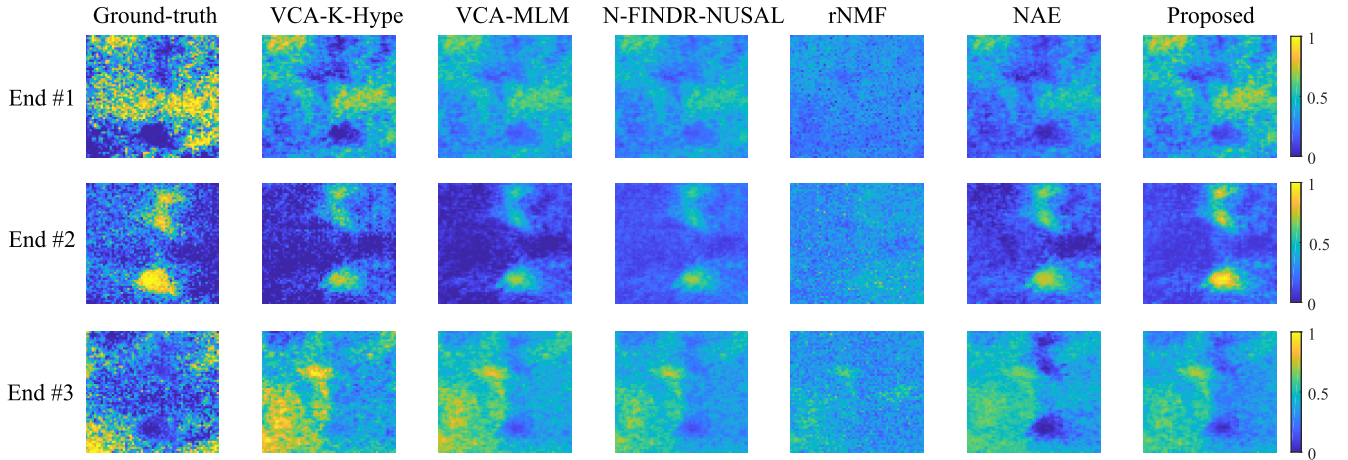 Ground-truth VCA-K-Hype VCA-MLM N-FINDR-NUSAL rNMF NAE Proposed
1
End #1
0.5
0
1
End #2
0.5
0
1
End #3
0.5
0